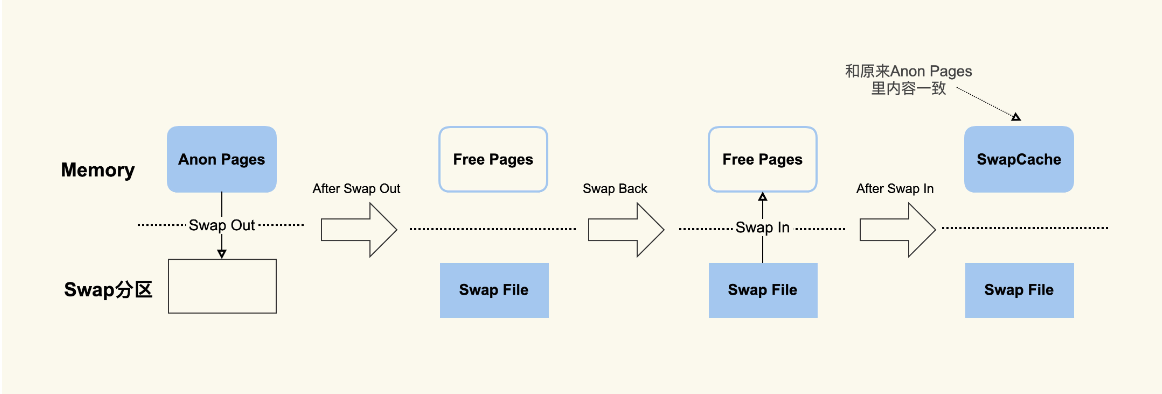 和原来Anon Pages
里内容一致
Memory
Anon Pages
Free Pages
Free Pages
SwapCache
After Swap Out
Swap Back
After Swap In
Swap Out
Swap In
Swap分区
Swap File
Swap File
Swap File